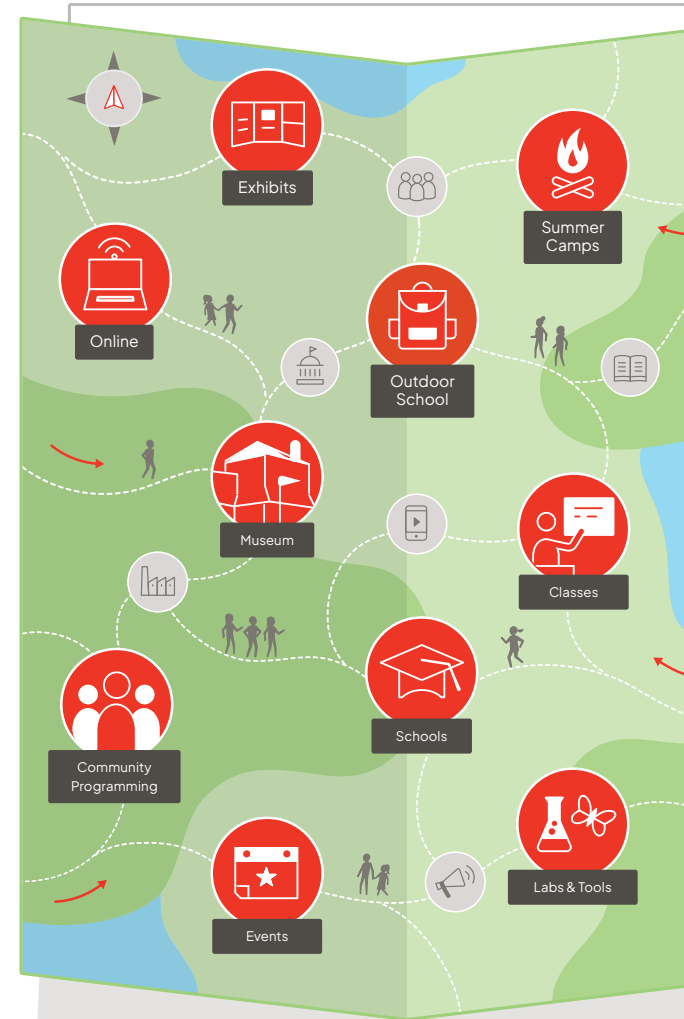 Exhibits
Summer
Camps
Online
Outdoor
School
Museum
Classes
Schools
Community
Programming
Labs & Tools
Events